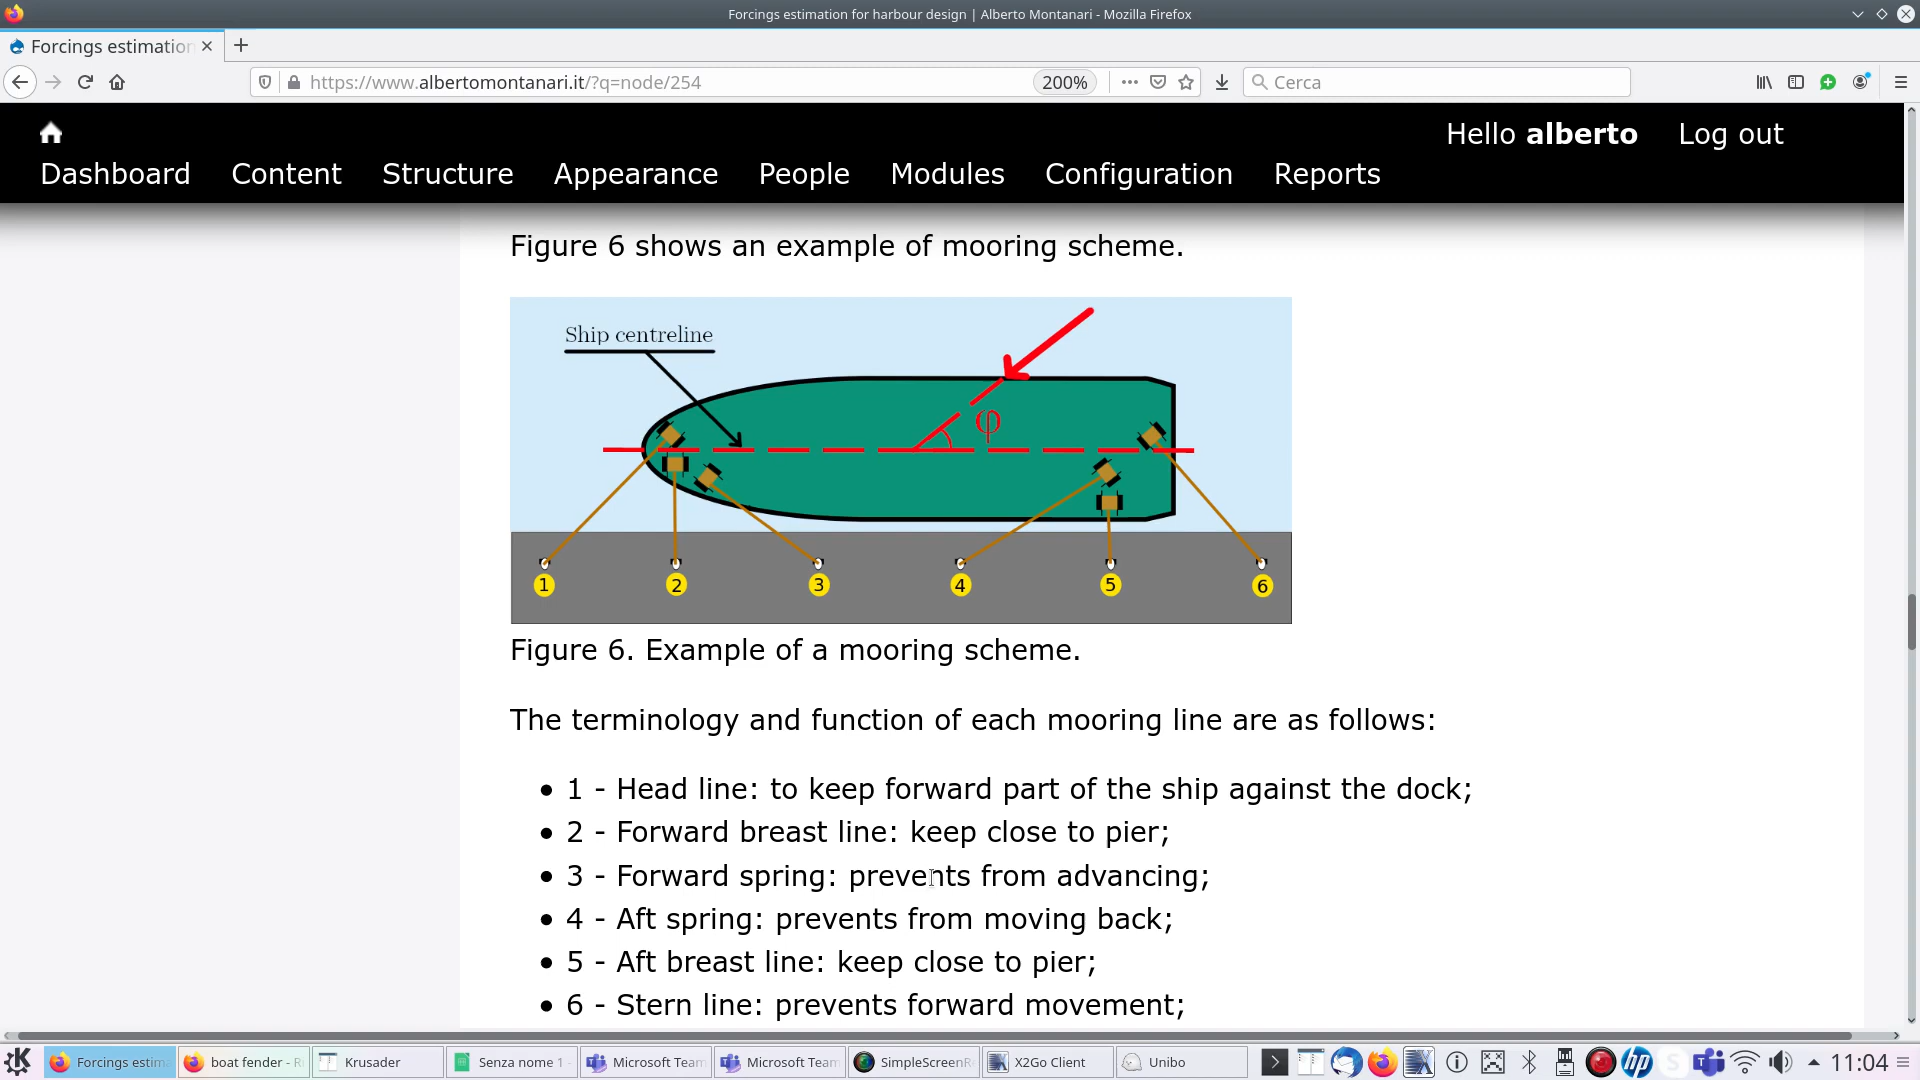 Forcings estimation for harbour design | Alberto Montanari - Mozilla Firefox
Forcings estimation
https://www.albertomontanari.it/?q=node/254
200%
Cerca
Hello alberto
Log out
Dashboard Content Structure Appearance People Modules Configuration Reports
Figure 6 shows an example of mooring scheme.
Ship centreline
φ
1 2 3 4 5 6
Figure 6. Example of a mooring scheme.
The terminology and function of each mooring line are as follows:
• 1 - Head line: to keep forward part of the ship against the dock;
• 2 - Forward breast line: keep close to pier;
• 3 - Forward spring: prevents from advancing;
• 4 - Aft spring: prevents from moving back;
• 5 - Aft breast line: keep close to pier;
• 6 - Stern line: prevents forward movement;
Forcings estim boat fender - R Krusader Senza nome 1 - Microsoft Team Microsoft Team SimpleScreenR X2Go Client Unibo 11:04